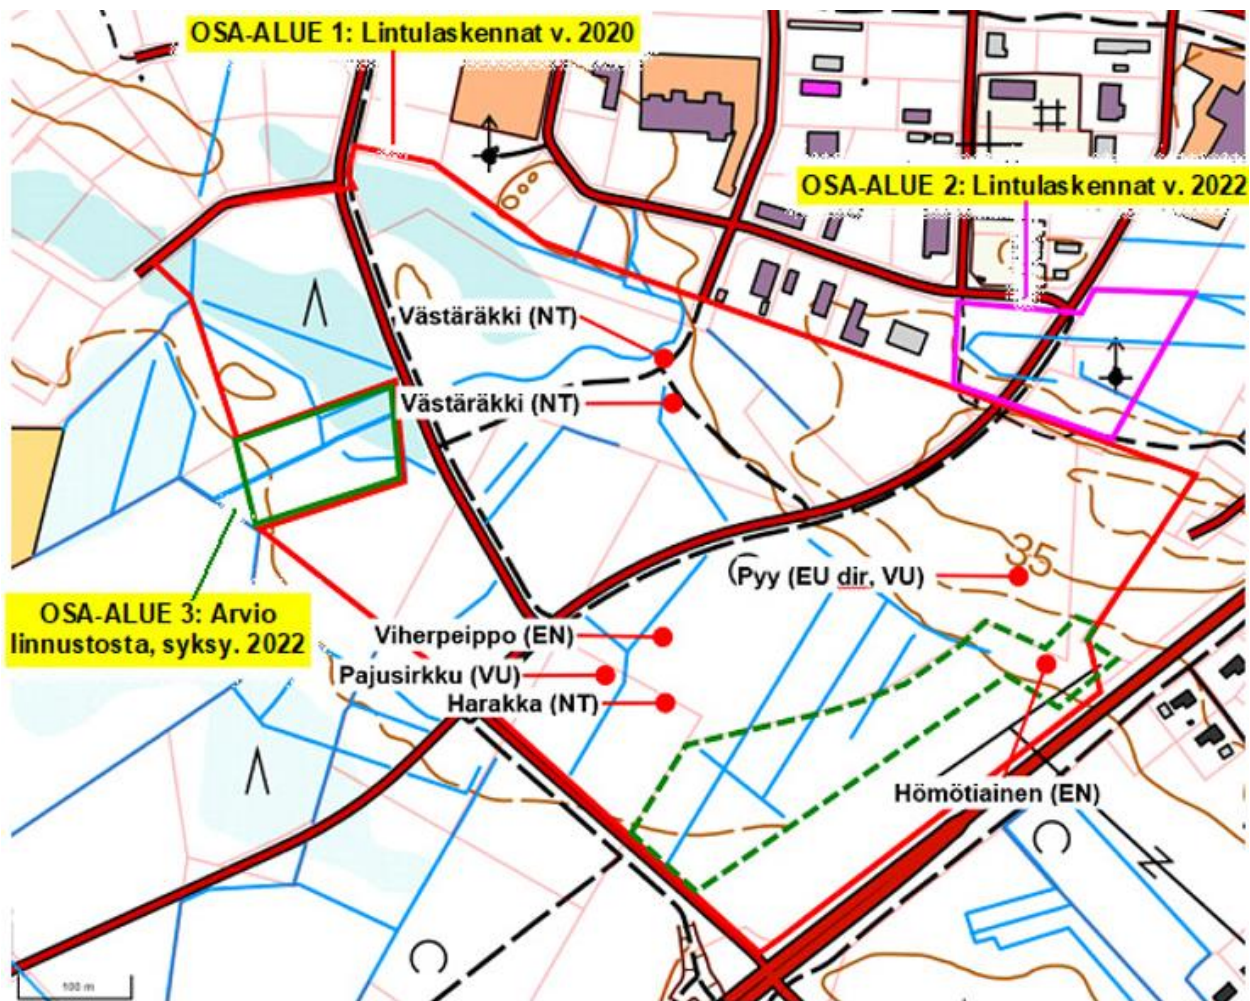 OSA-ALUE 1: Lintulaskennat v. 2020
OSA-ALUE 2: Lintulaskennat v. 2022
Västäräkki (NT)
Västäräkki (NT)
35
(Pyy (EU dir. VU)
OSA-ALUE 3: Arvio
linnustosta, syksy. 2022
Viherpeippo (EN)
Pajusirkku (VU)
Harakka (NT)
Hömötiainen (EN)
100 m